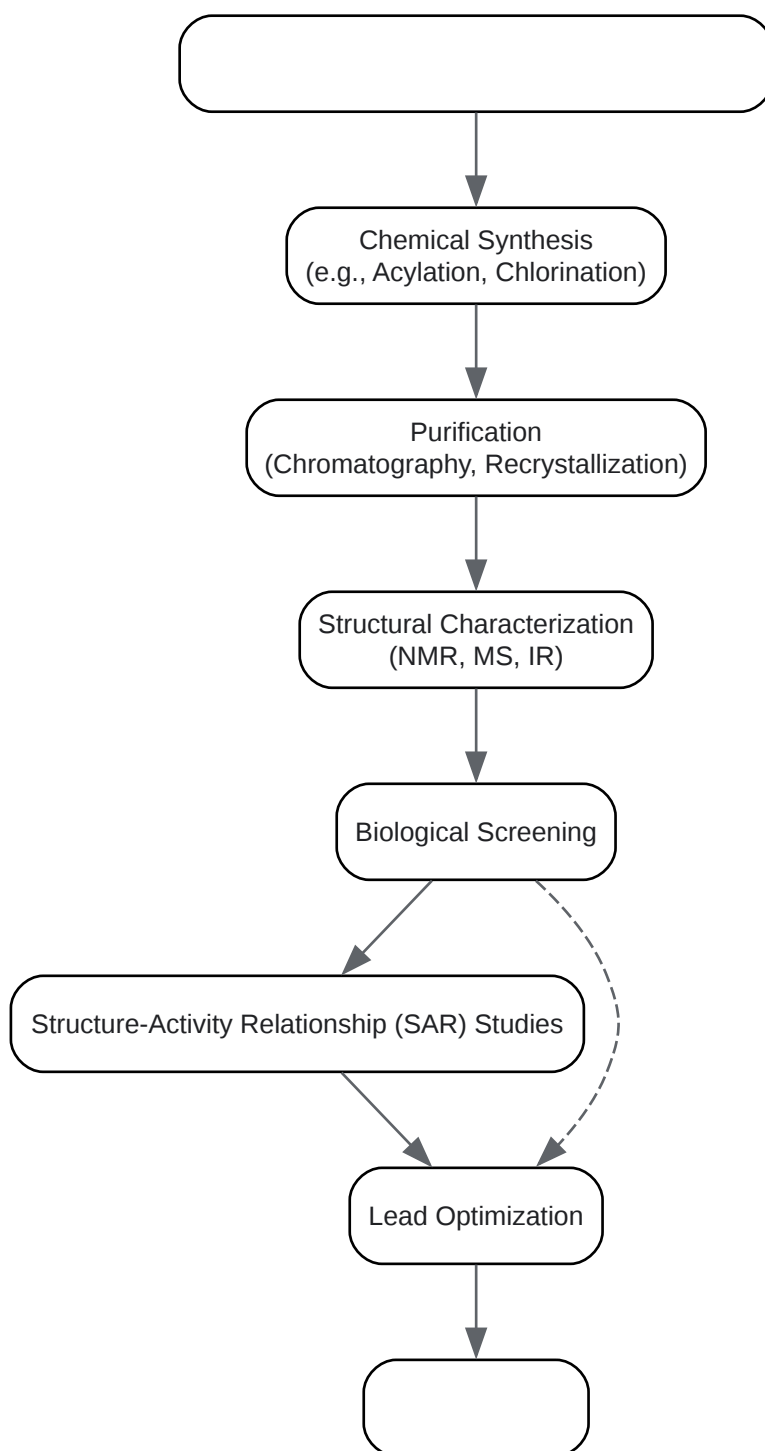 Chemical Synthesis
(e.g., Acylation, Chlorination)
Purification
(Chromatography, Recrystallization)
Structural Characterization
(NMR, MS, IR)
Biological Screening
Structure-Activity Relationship (SAR) Studies
Lead Optimization